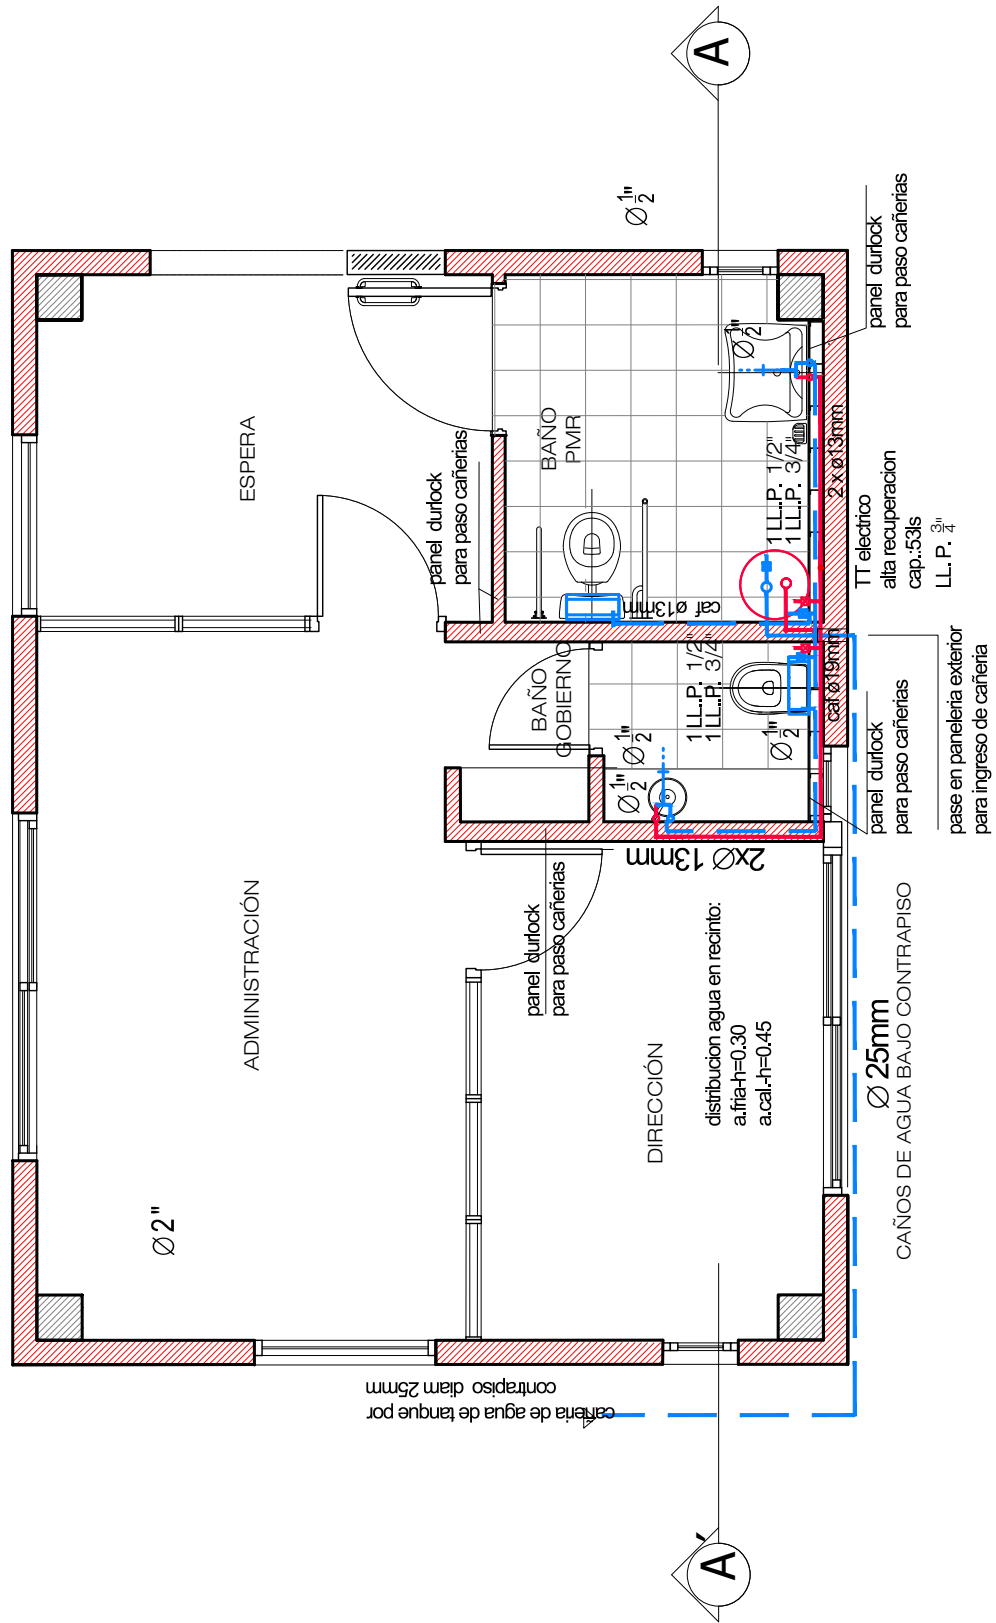 A
Ø 1/2"
panel durlock
para paso cañerias
ESPERA
panel durlock
para paso cañerias
BAÑO
PMR
Ø 1/2"
1 LL.P. 1/2"
1 LL.P. 3/4"
2 x ø13mm
TT electrico
alta recuperacion
cap.:53ls
LL. P. 3/4"
caf ø13mm
BAÑO
GOBIERNO
1 LL.P. 1/2"
1 LL.P. 3/4"
caf ø19mm
Ø 1/2"
Ø 1/2"
Ø 1/2"
panel durlock
para paso cañerias
pase en paneleria exterior
para ingreso de cañeria
2xØ 13mm
panel durlock
para paso cañerias
ADMINISTRACIÓN
DIRECCIÓN
distribucion agua en recinto:
a.fria-h=0.30
a.cal.-h=0.45
Ø 25mm
CAÑOS DE AGUA BAJO CONTRAPISO
Ø 2"
cañeria de agua de tanque por
contrapiso diam 25mm
A´